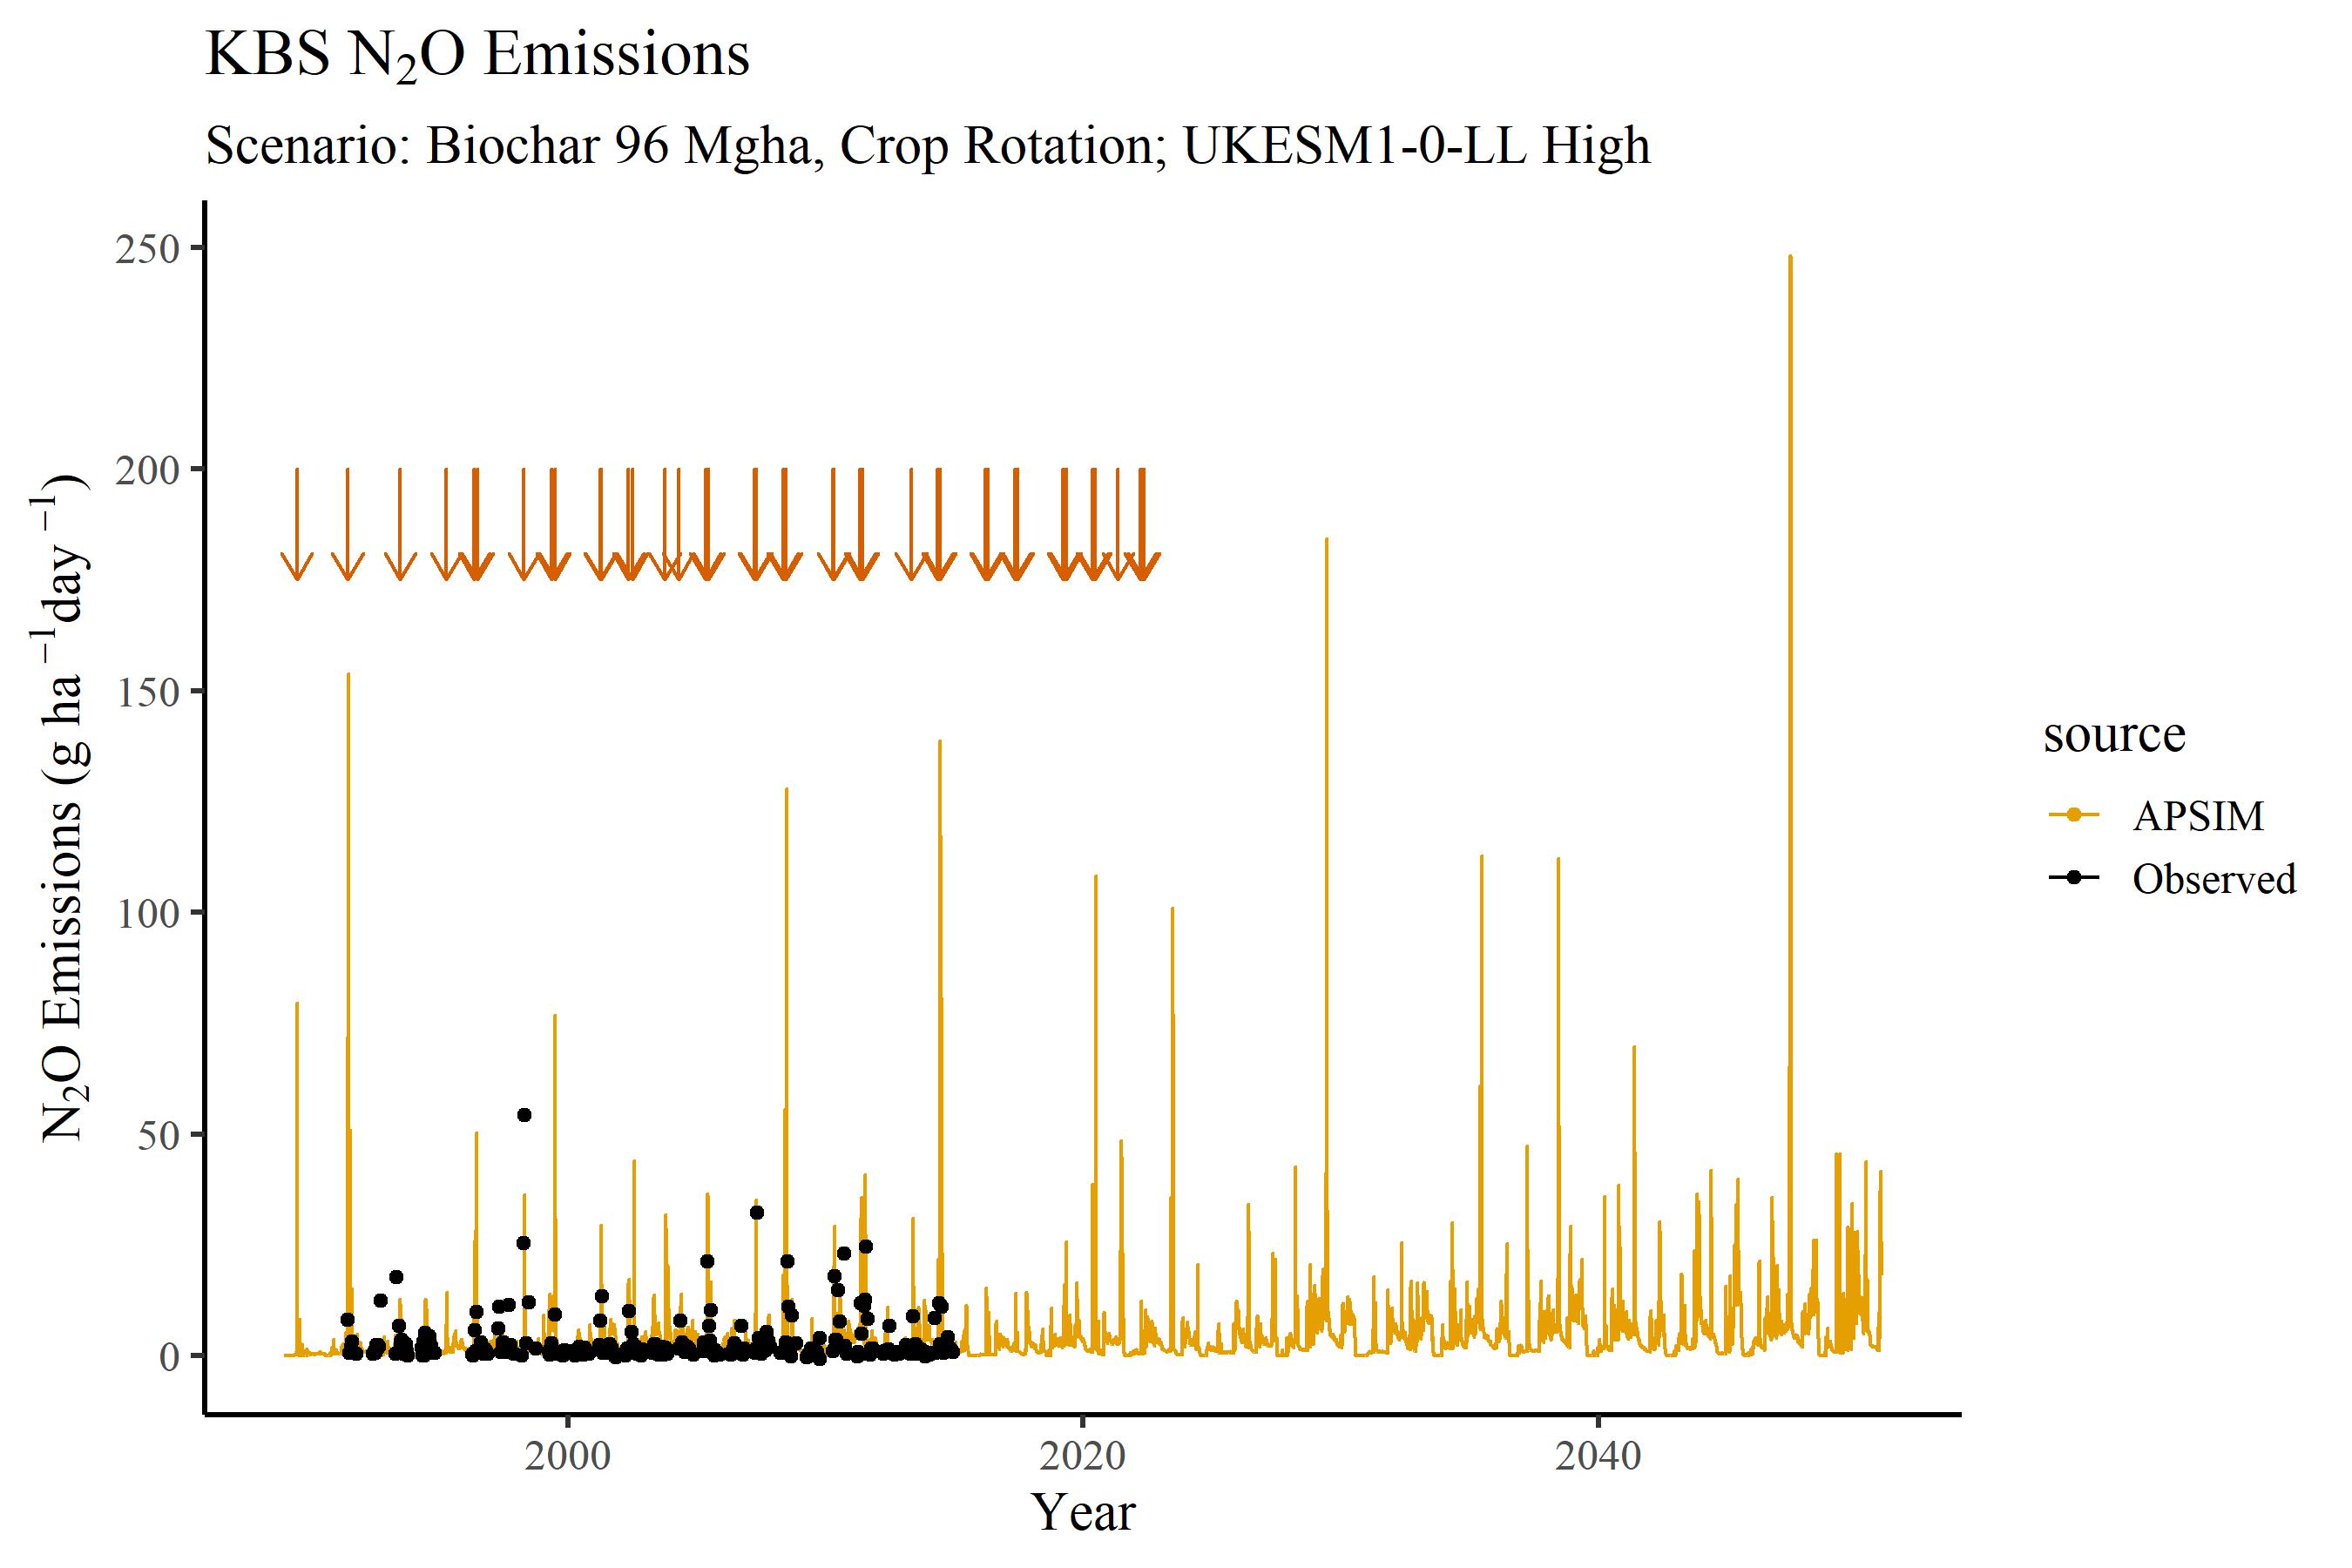 KBS N₂O Emissions
Scenario: Biochar 96 Mgha, Crop Rotation; UKESM1-0-LL High
N₂O Emissions (g ha ⁻¹day ⁻¹)
250
200
150
100
50
0
2000
2020
2040
Year
source
APSIM
Observed